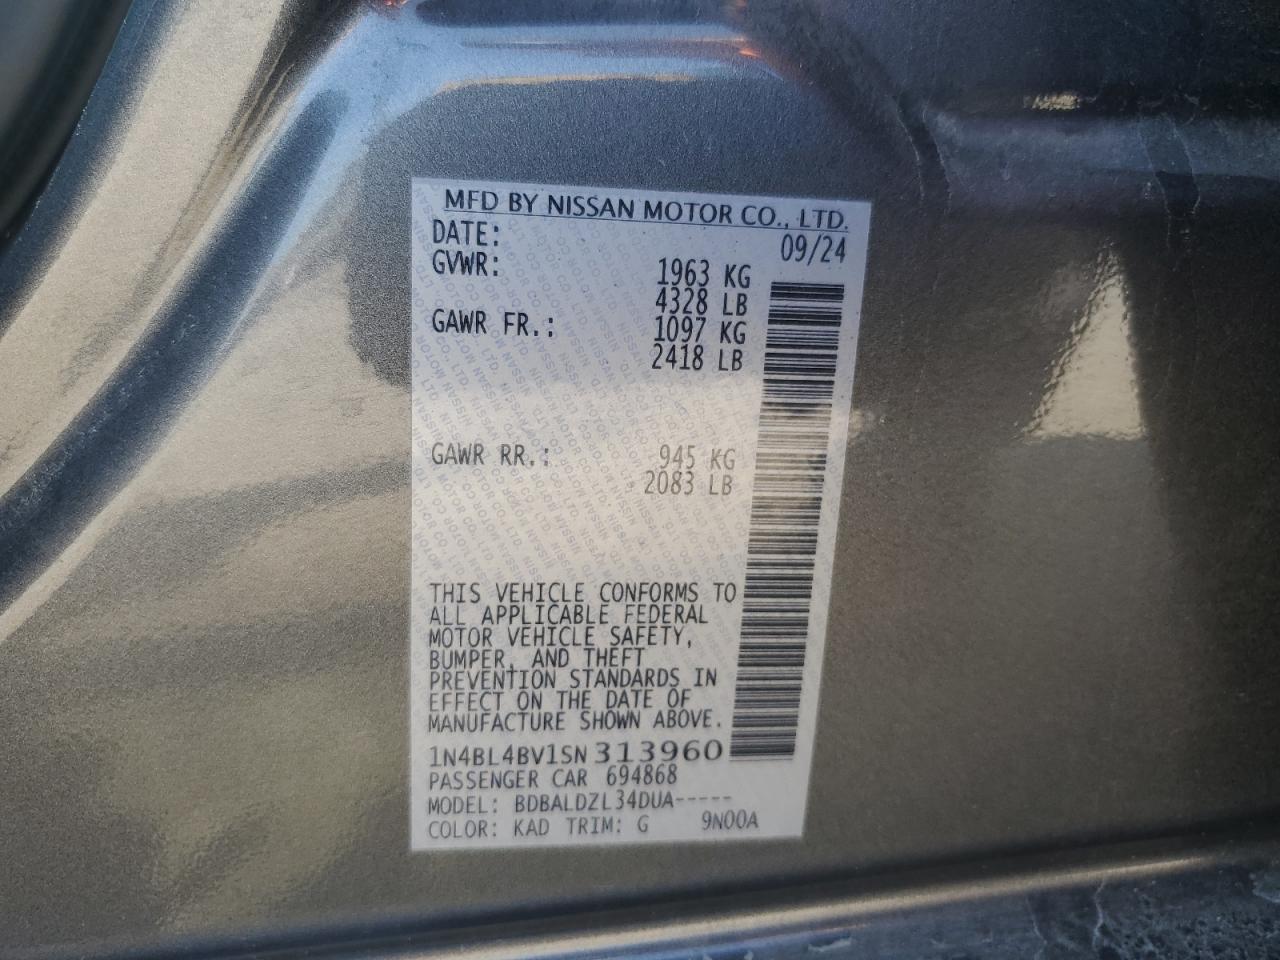 MFD BY NISSAN MOTOR CO., LTD.
DATE: 09/24
GVWR: 1963 KG
4328 LB
GAWR FR.: 1097 KG
2418 LB
GAWR RR.: 945 KG
2083 LB
THIS VEHICLE CONFORMS TO
ALL APPLICABLE FEDERAL
MOTOR VEHICLE SAFETY,
BUMPER, AND THEFT
PREVENTION STANDARDS IN
EFFECT ON THE DATE OF
MANUFACTURE SHOWN ABOVE.
1N4BL4BV1SN313960
PASSENGER CAR 694868
MODEL: BDBALDZL34DUA-----
COLOR: KAD TRIM: G 9N00A